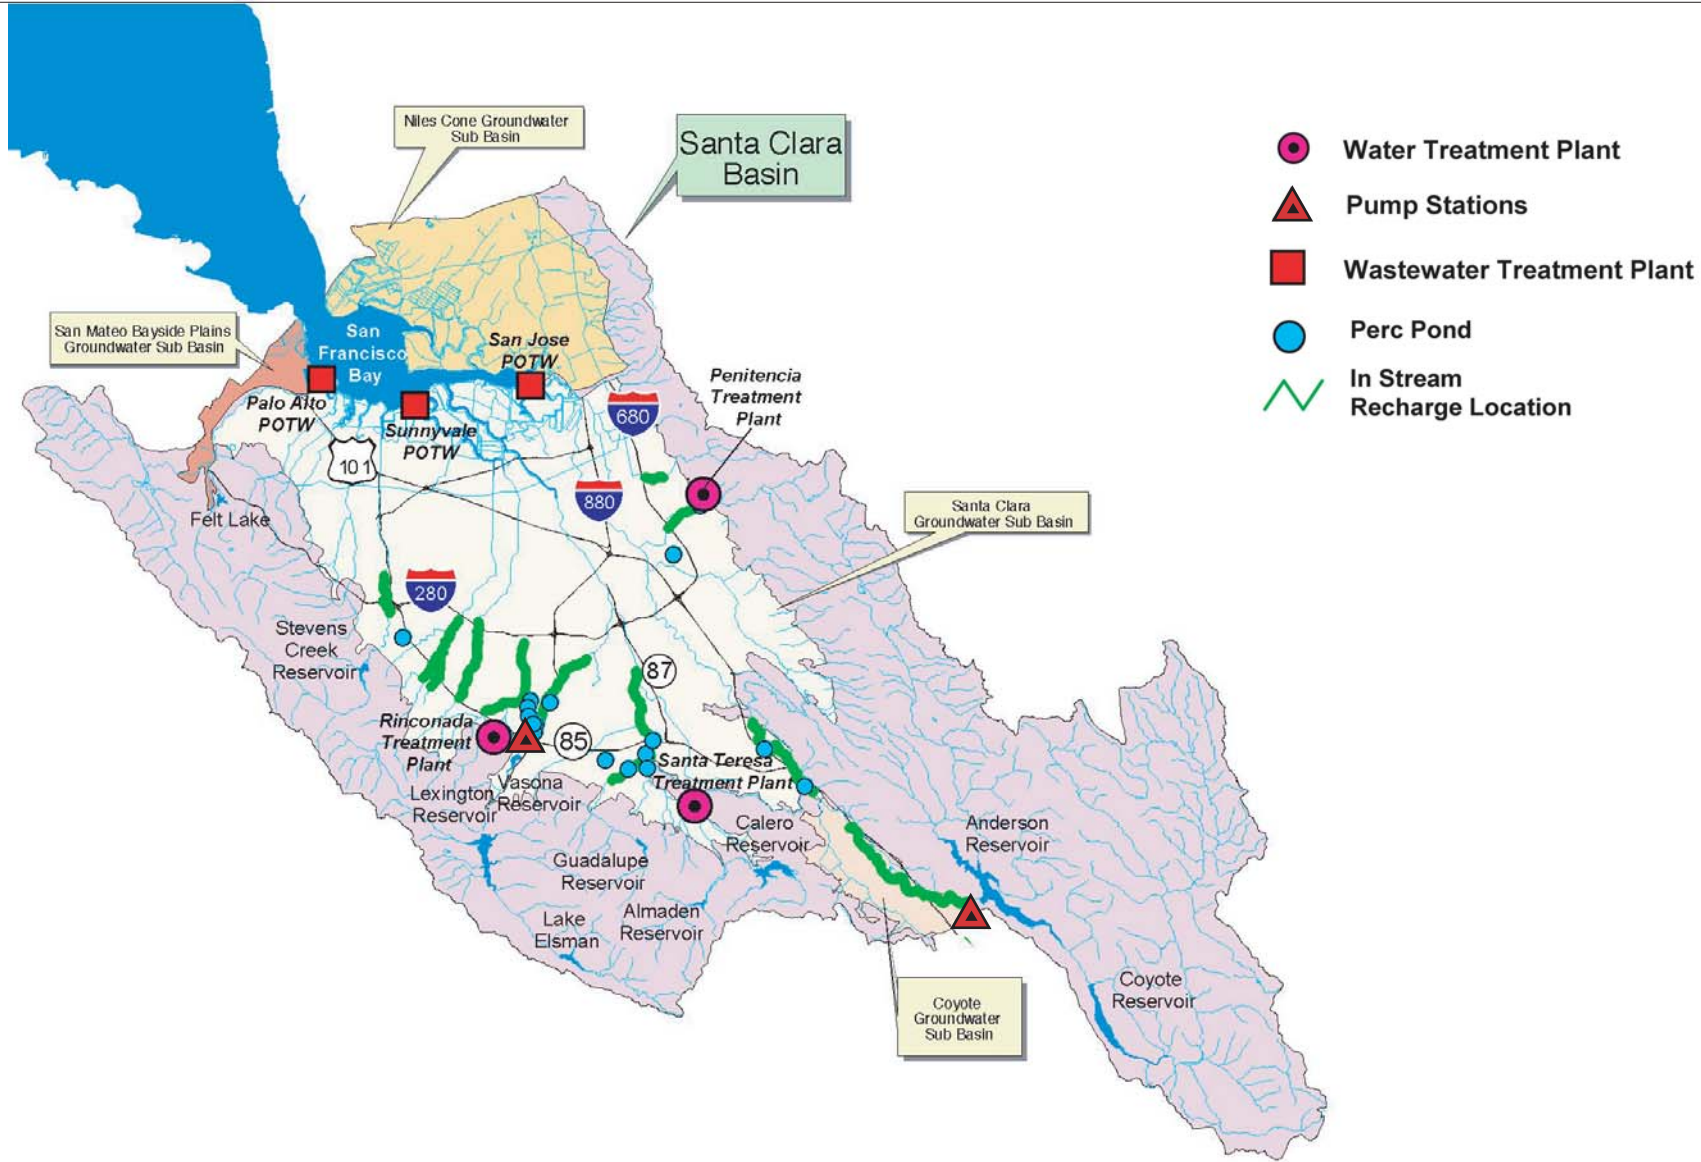 Niles Cone Groundwater
Sub Basin
Santa Clara
Basin
Water Treatment Plant
Pump Stations
Wastewater Treatment Plant
Perc Pond
In Stream
Recharge Location
San Mateo Bayside Plains
Groundwater Sub Basin
San
Francisco
Bay
San Jose
POTW
Palo Alto
POTW
Sunnyvale
POTW
680
Penitencia
Treatment
Plant
101
880
Felt Lake
Santa Clara
Groundwater Sub Basin
280
Stevens
Creek
Reservoir
87
Rinconada
Treatment
Plant
85
Santa Teresa
Treatment Plant
Vasona
Reservoir
Lexington
Reservoir
Calero
Reservoir
Anderson
Reservoir
Guadalupe
Reservoir
Lake
Elsman
Almaden
Reservoir
Coyote
Reservoir
Coyote
Groundwater
Sub Basin